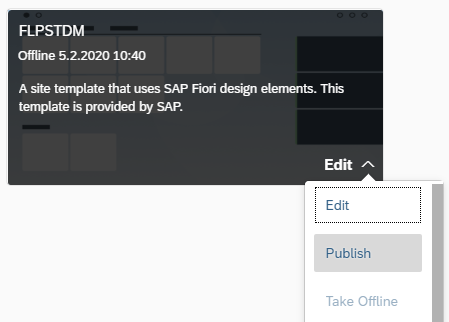 FLPSTDM
Offline 5.2.2020 10:40
A site template that uses SAP Fiori design elements. This
template is provided by SAP.
Edit
Edit
Publish
Take Offline